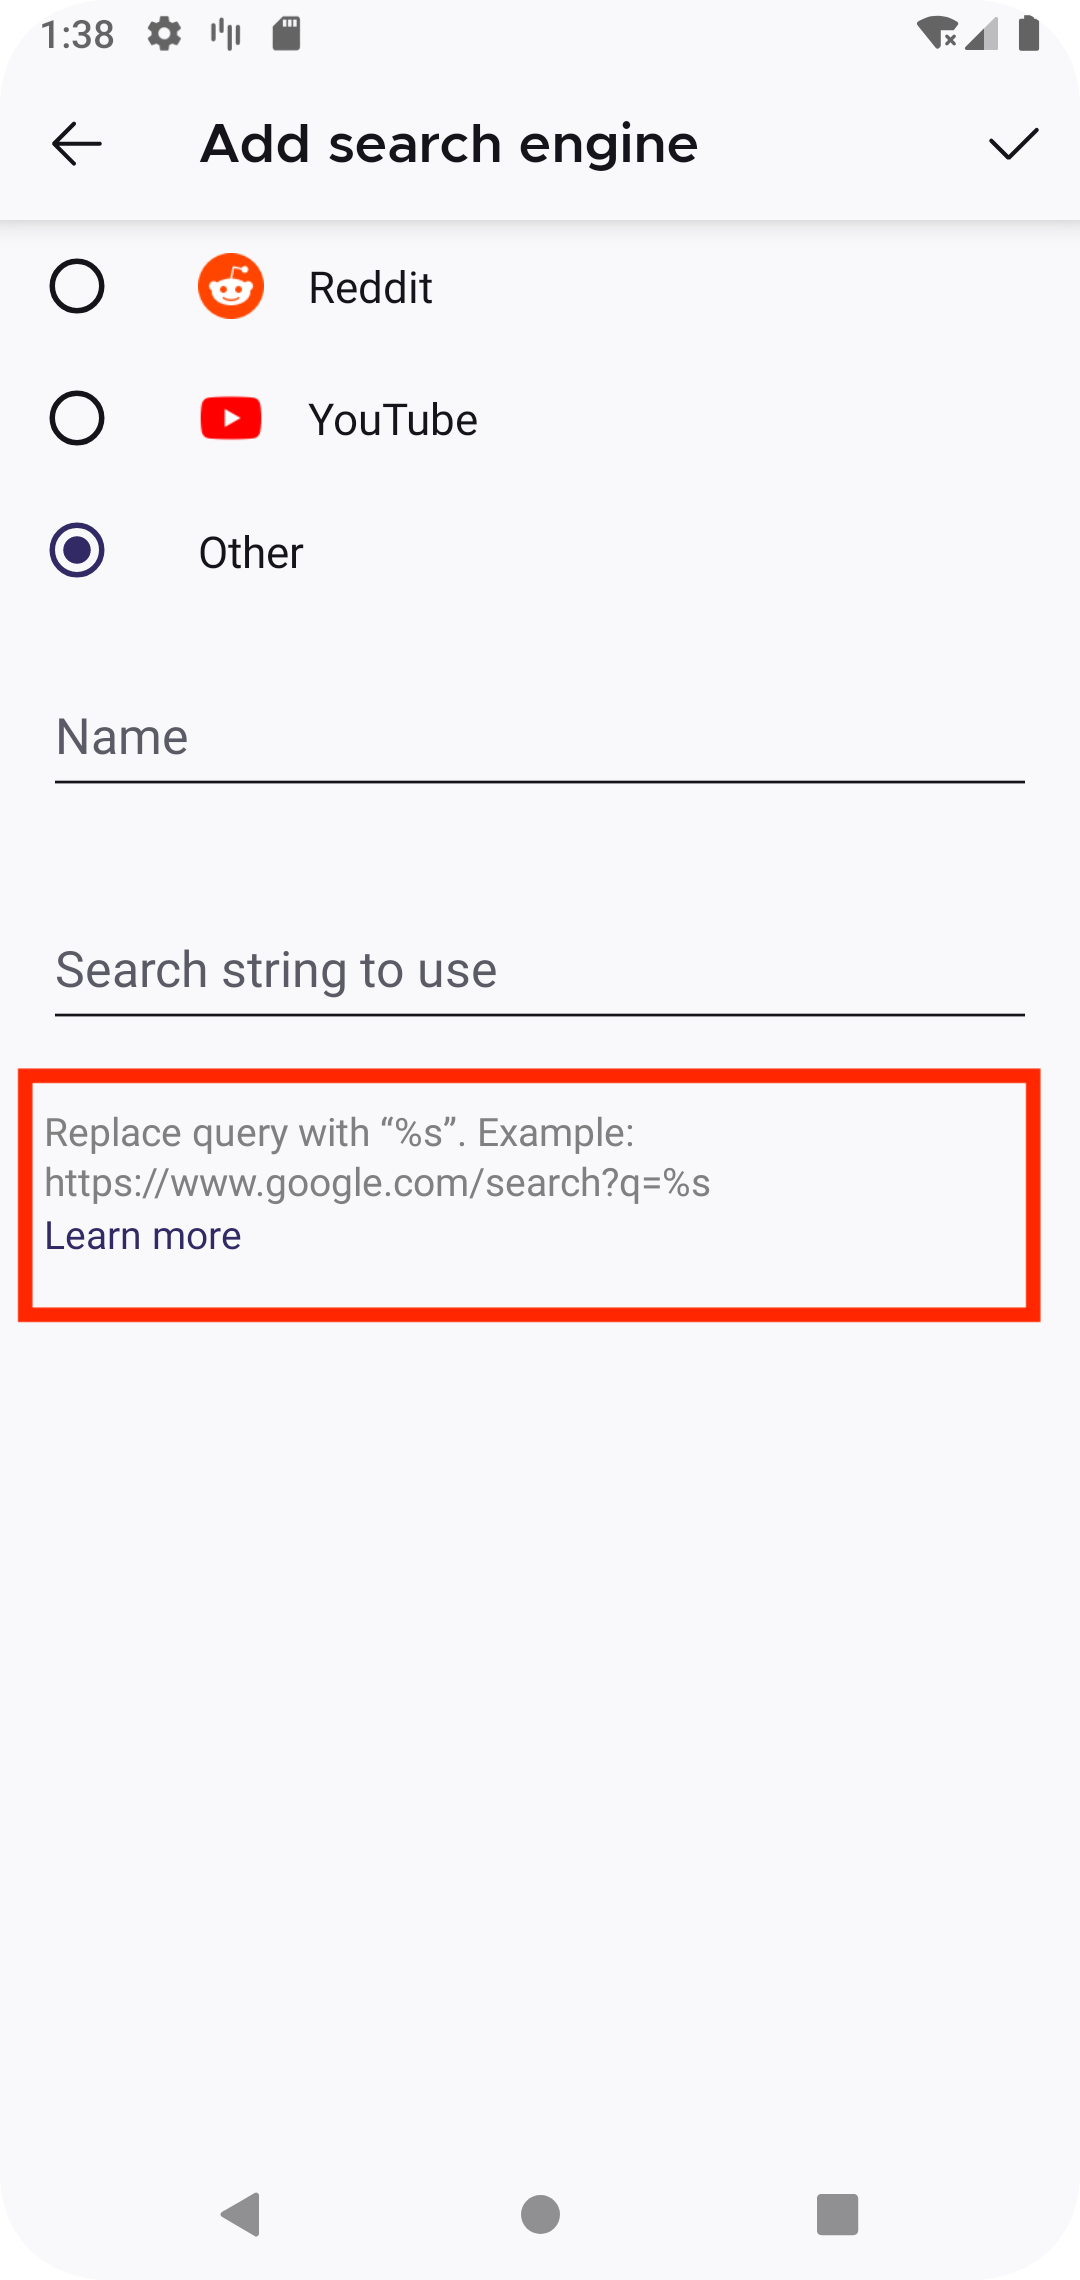 1:38
Add search engine
Reddit
YouTube
Other
Name
Search string to use
Replace query with “%s”. Example:
https://www.google.com/search?q=%s
Learn more